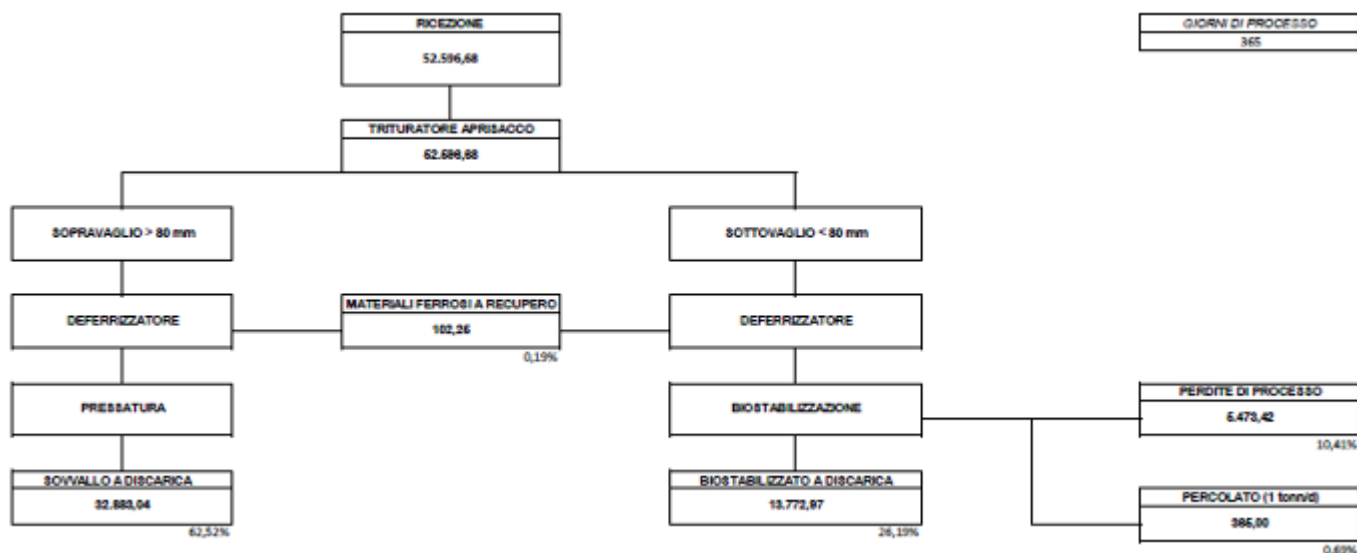 RICEZIONE
52.596,68
GIORNI DI PROCESSO
365
TRITURATORE APRISACCO
52.596,68
SOPRAVAGLIO > 80 mm
SOTTOVAGLIO < 80 mm
DEFERRIZZATORE
MATERIALI FERROSI A RECUPERO
102,25
0,19%
DEFERRIZZATORE
PRESSATURA
BIOSTABILIZZAZIONE
PERDITE DI PROCESSO
5.473,42
10,41%
SOVVALLO A DISCARICA
32.883,04
62,52%
BIOSTABILIZZATO A DISCARICA
13.772,97
26,19%
PERCOLATO (1 tonn/d)
365,00
0,69%